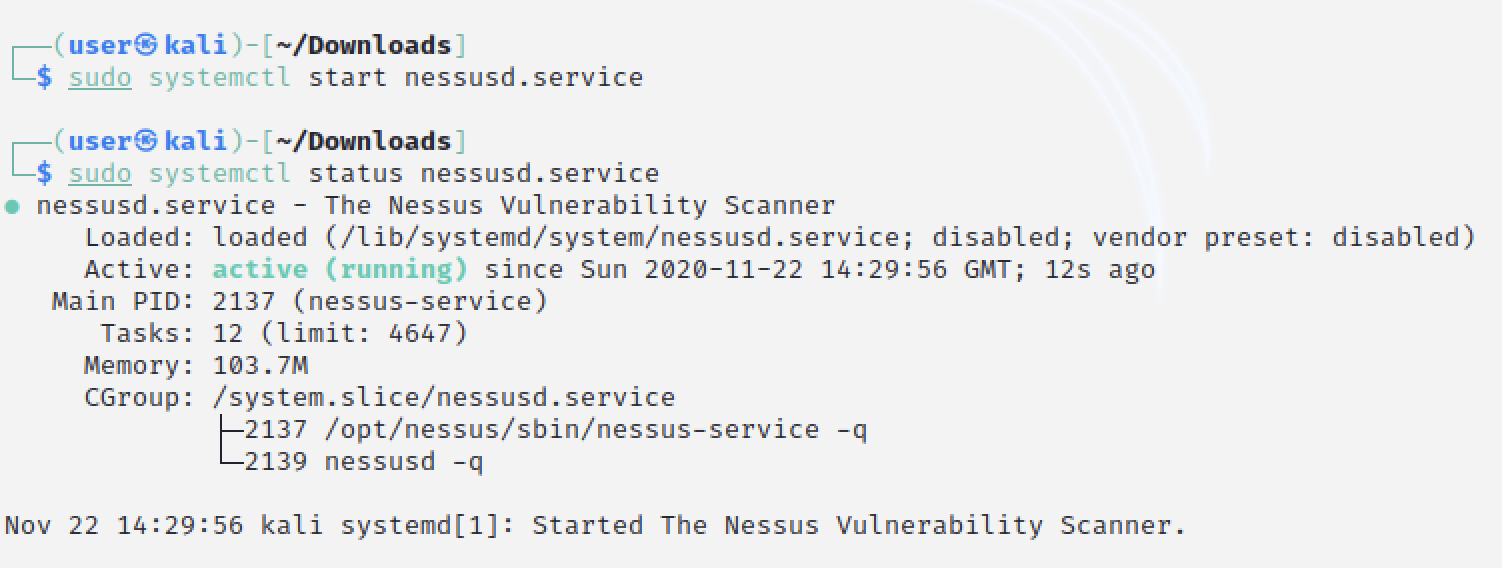 ┌──(user㉿kali)-[~/Downloads]
└─$ sudo systemctl start nessusd.service
┌──(user㉿kali)-[~/Downloads]
└─$ sudo systemctl status nessusd.service
● nessusd.service - The Nessus Vulnerability Scanner
     Loaded: loaded (/lib/systemd/system/nessusd.service; disabled; vendor preset: disabled)
     Active: active (running) since Sun 2020-11-22 14:29:56 GMT; 12s ago
   Main PID: 2137 (nessus-service)
      Tasks: 12 (limit: 4647)
     Memory: 103.7M
     CGroup: /system.slice/nessusd.service
             ├─2137 /opt/nessus/sbin/nessus-service -q
             └─2139 nessusd -q
Nov 22 14:29:56 kali systemd[1]: Started The Nessus Vulnerability Scanner.